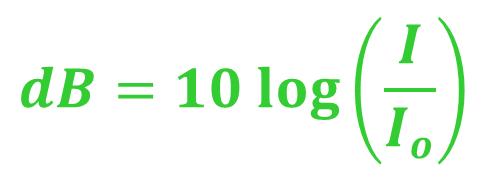 dB = 10 log(I/Iₒ)